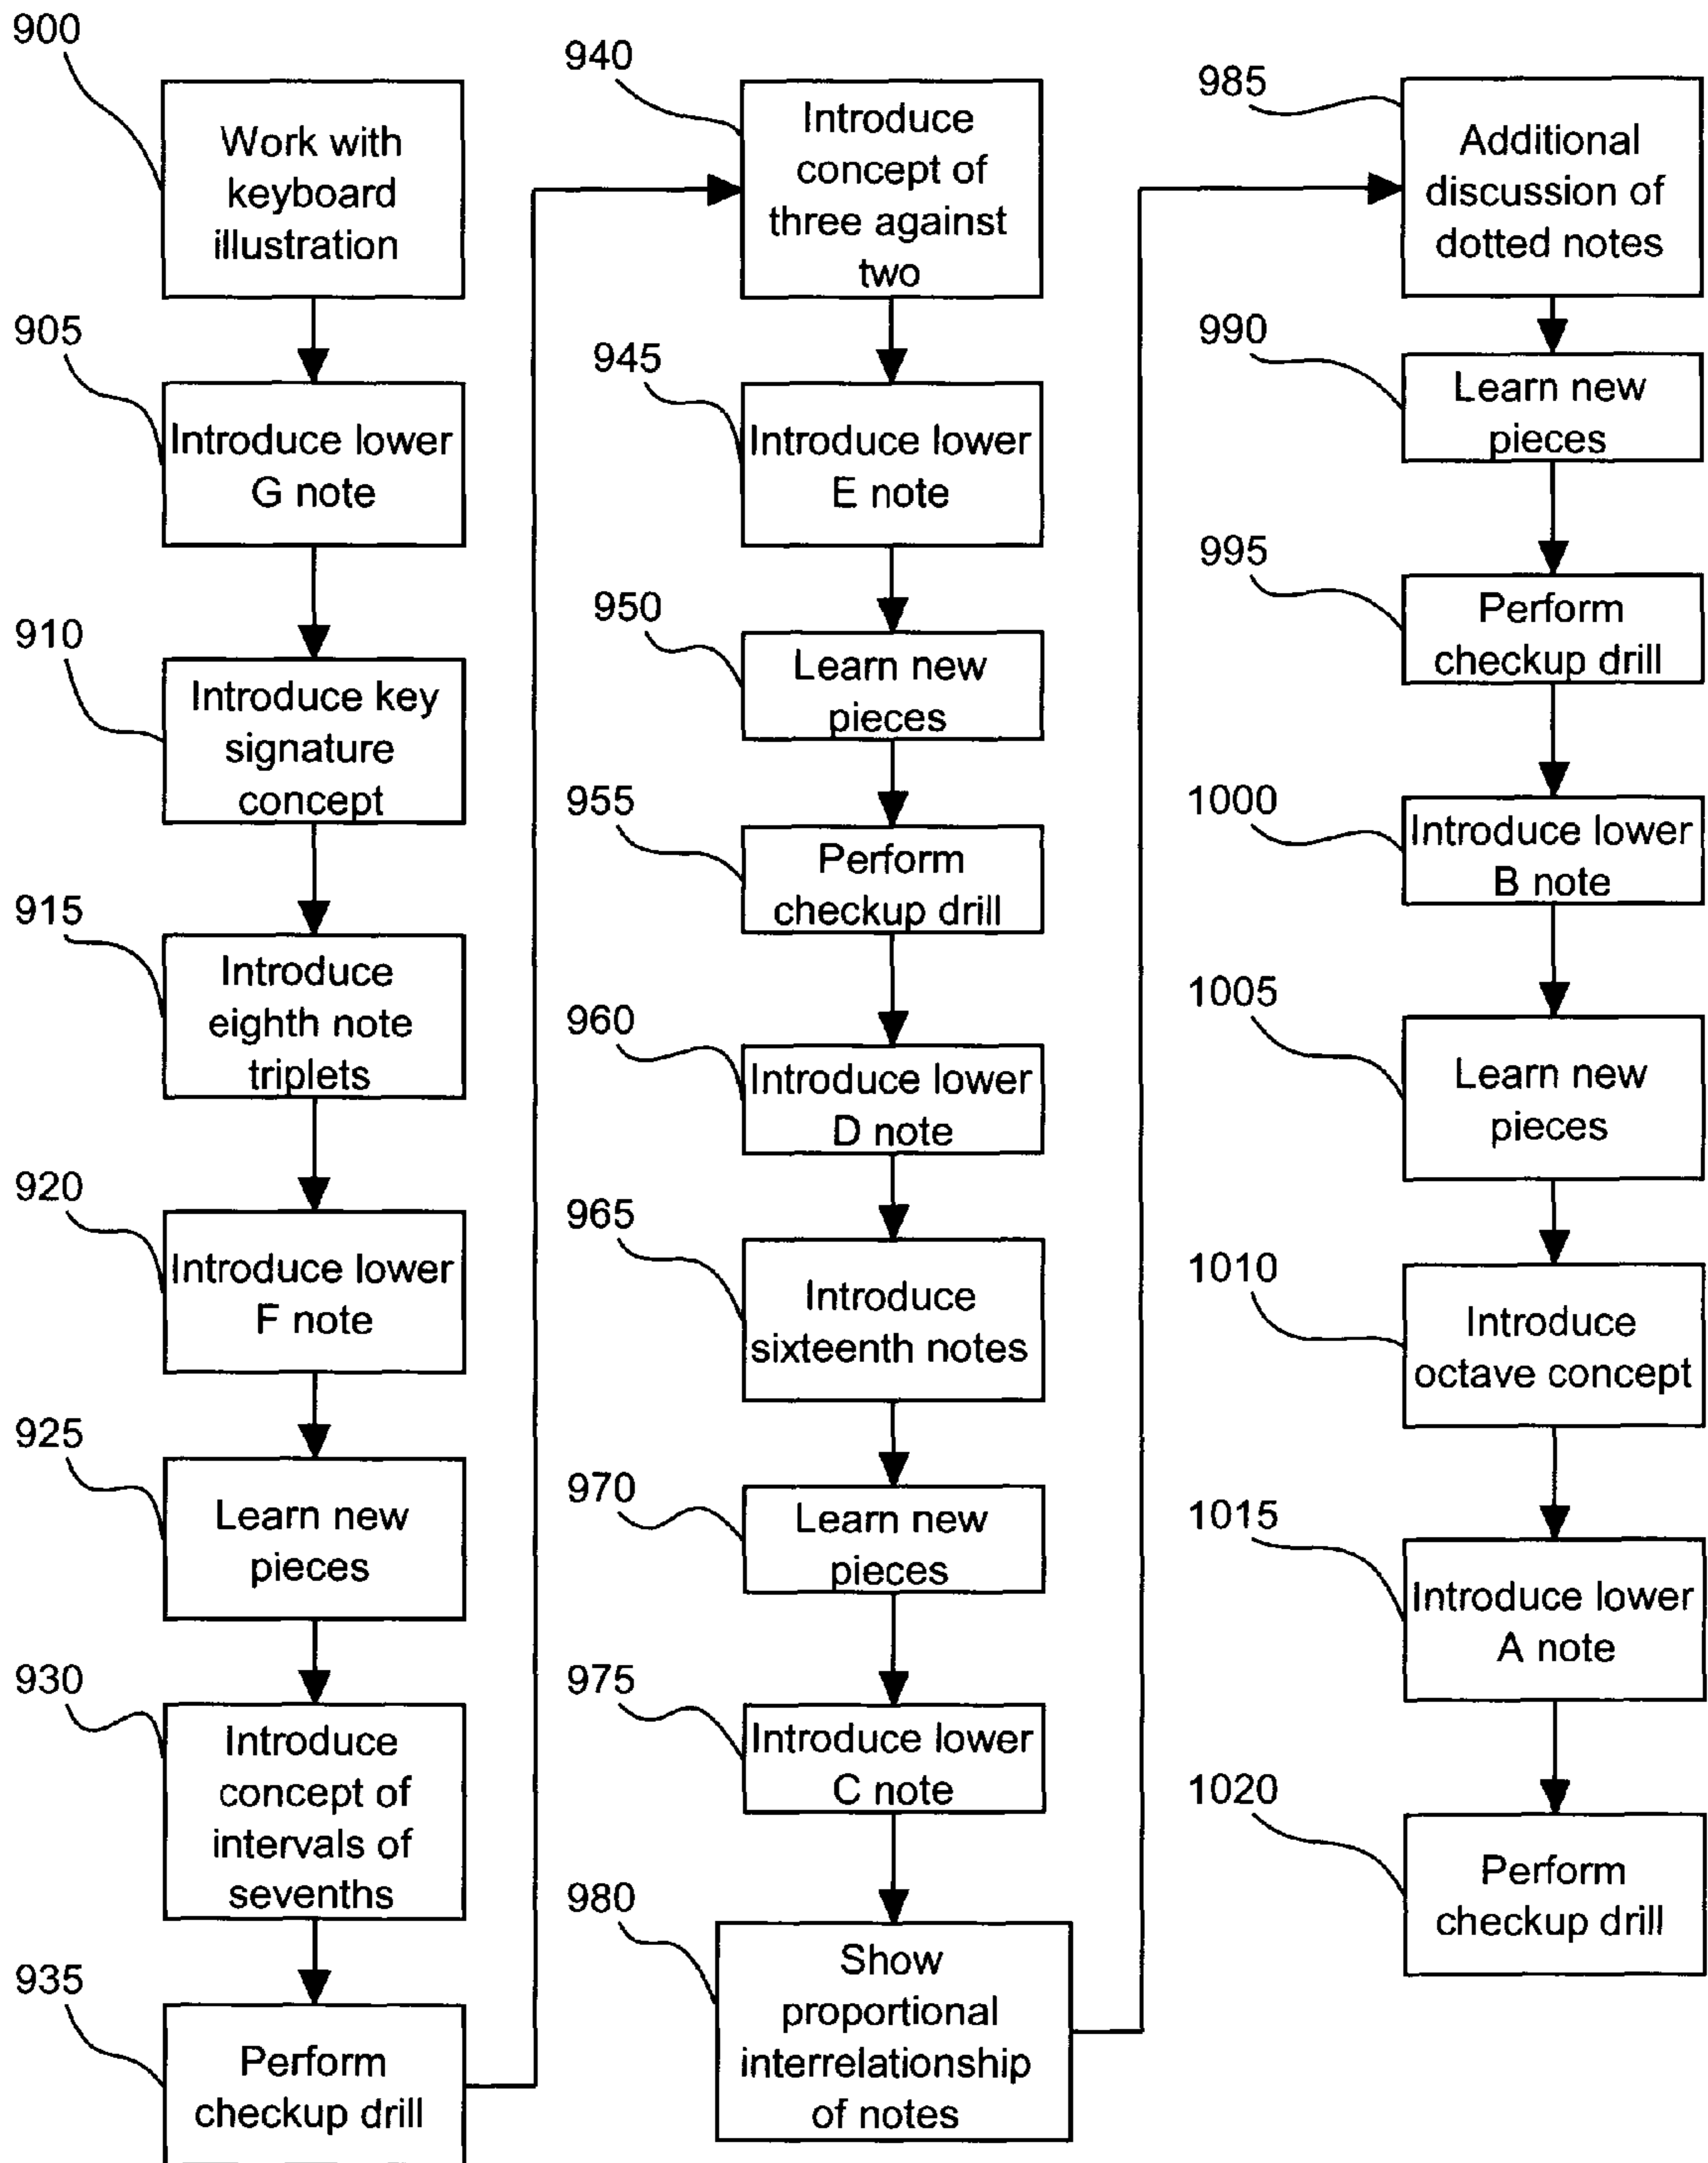 900
Work with
keyboard
illustration
905
Introduce lower
G note
910
Introduce key
signature
concept
915
Introduce
eighth note
triplets
920
Introduce lower
F note
925
Learn new
pieces
930
Introduce
concept of
intervals of
sevenths
935
Perform
checkup drill
940
Introduce
concept of
three against
two
945
Introduce lower
E note
950
Learn new
pieces
955
Perform
checkup drill
960
Introduce lower
D note
965
Introduce
sixteenth notes
970
Learn new
pieces
975
Introduce lower
C note
980
Show
proportional
interrelationship
of notes
985
Additional
discussion of
dotted notes
990
Learn new
pieces
995
Perform
checkup drill
1000
Introduce lower
B note
1005
Learn new
pieces
1010
Introduce
octave concept
1015
Introduce lower
A note
1020
Perform
checkup drill